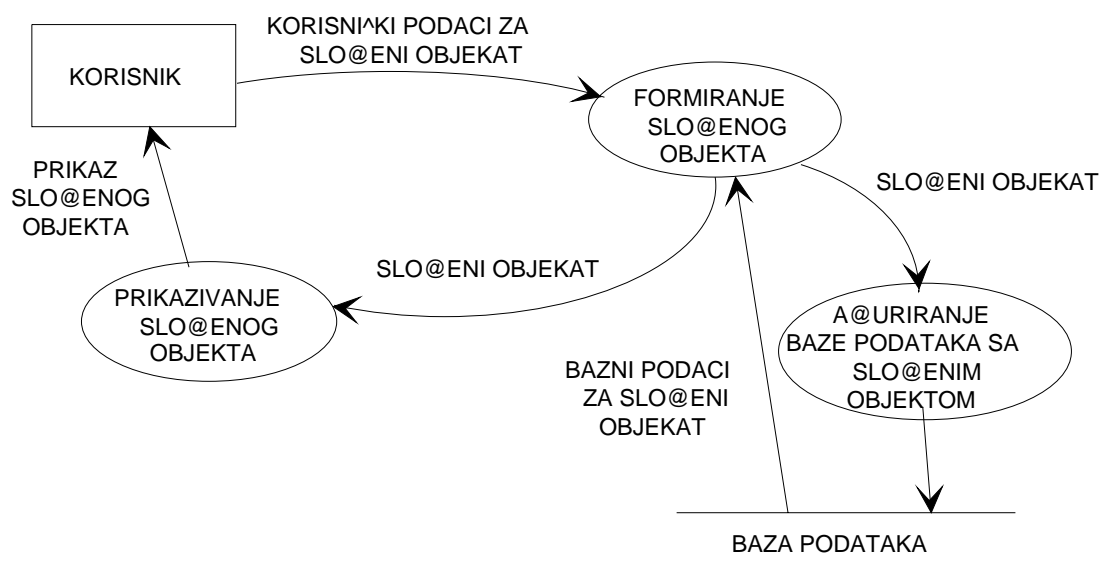 KORISNI^KI PODACI ZA
SLO@ENI OBJEKAT
KORISNIK
FORMIRANJE
SLO@ENOG
OBJEKTA
PRIKAZ
SLO@ENOG
OBJEKTA
SLO@ENI OBJEKAT
SLO@ENI OBJEKAT
PRIKAZIVANJE
SLO@ENOG
OBJEKTA
A@URIRANJE
BAZE PODATAKA SA
SLO@ENIM
OBJEKTOM
BAZNI PODACI
ZA SLO@ENI
OBJEKAT
BAZA PODATAKA